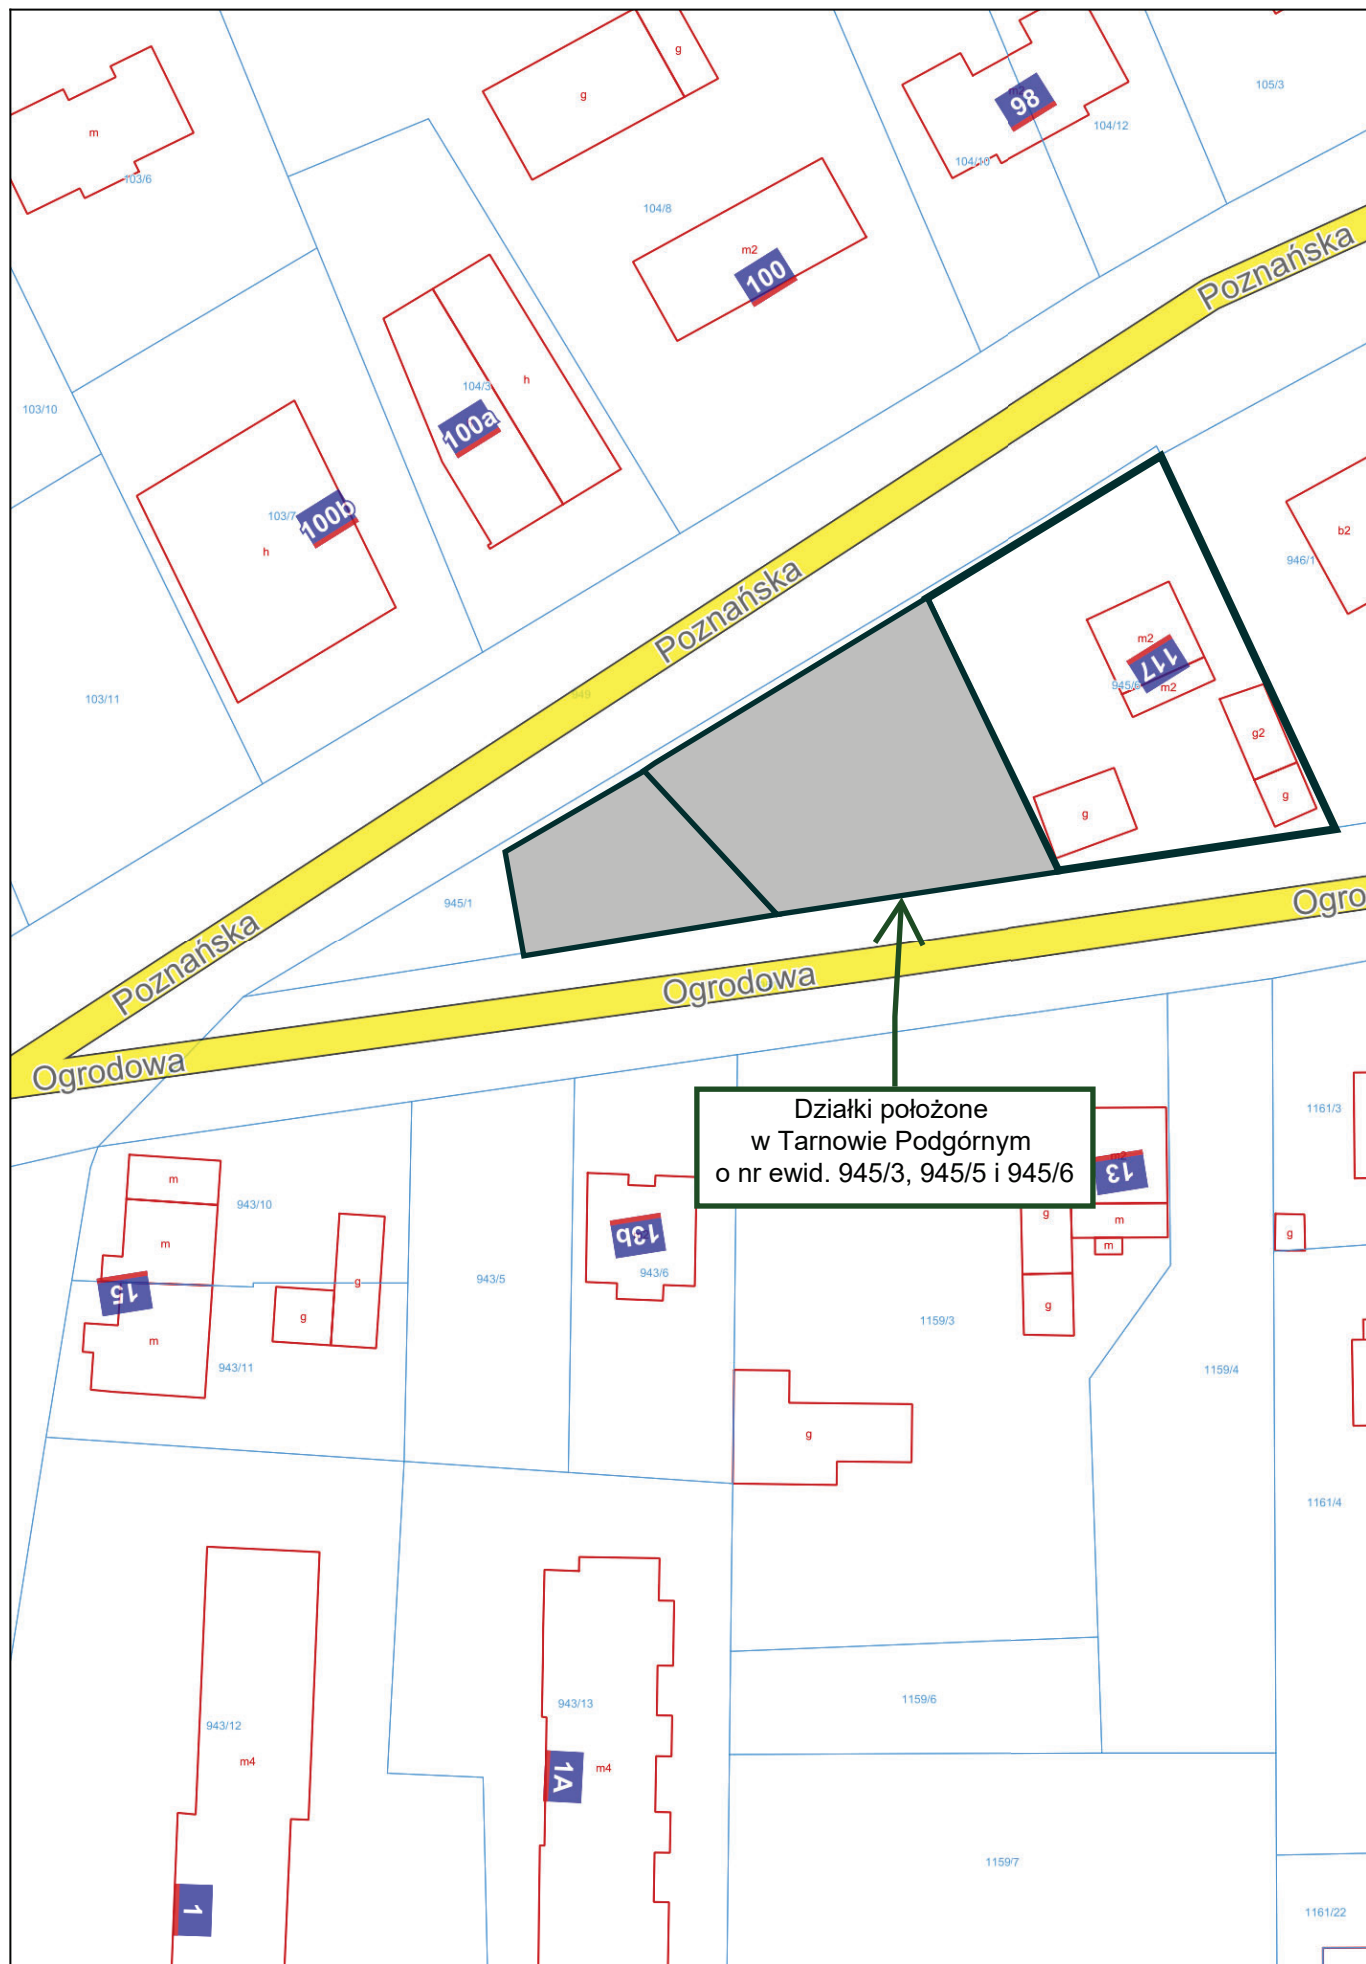 g
g
m2
98
105/3
104/12
104/10
m
103/6
104/8
m2
100
Poznańska
104/3
h
100a
103/10
103/7
100b
h
b2
946/1
Poznańska
m2
117
945/6
m2
949
103/11
g2
g
g
945/1
Ogro
Poznańska
Ogrodowa
Ogrodowa
Działki położone
w Tarnowie Podgórnym
o nr ewid. 945/3, 945/5 i 945/6
1161/3
m2
13
m
943/10
g
m
m
g
m
13b
943/6
943/5
g
15
g
g
m
1159/3
943/11
1159/4
g
1161/4
1159/6
943/13
943/12
m4
m4
1A
1159/7
1
1161/22